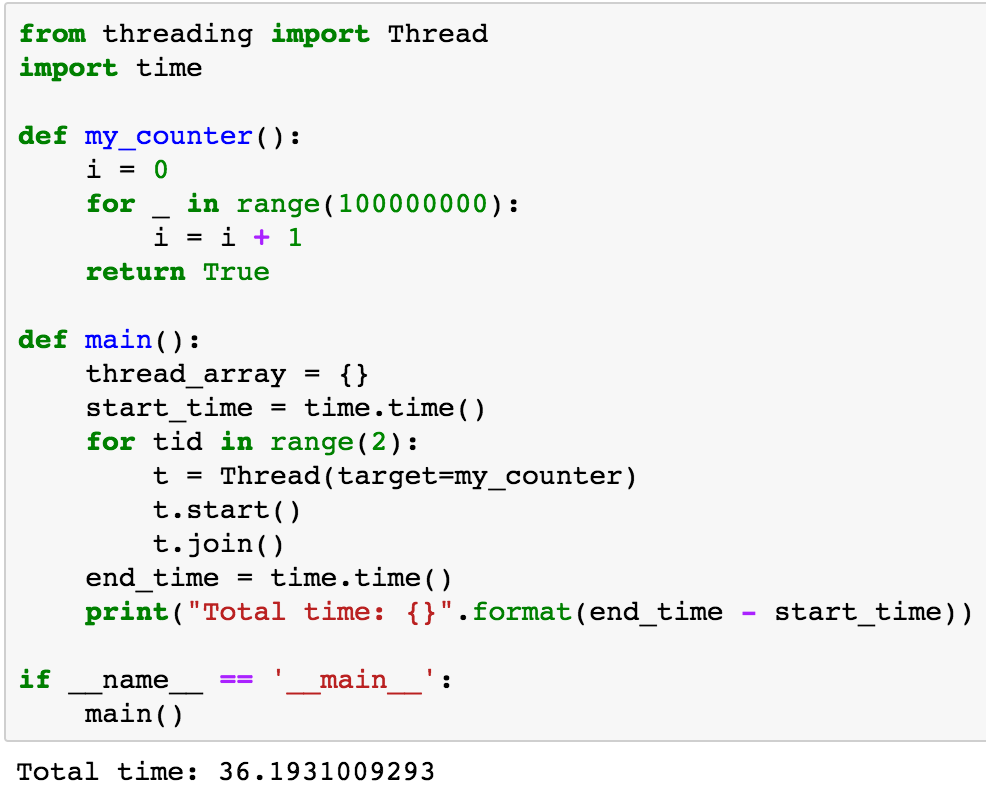 from threading import Thread
import time

def my_counter():
    i = 0
    for _ in range(100000000):
        i = i + 1
    return True

def main():
    thread_array = {}
    start_time = time.time()
    for tid in range(2):
        t = Thread(target=my_counter)
        t.start()
        t.join()
    end_time = time.time()
    print("Total time: {}".format(end_time - start_time))

if __name__ == '__main__':
    main()

Total time: 36.1931009293